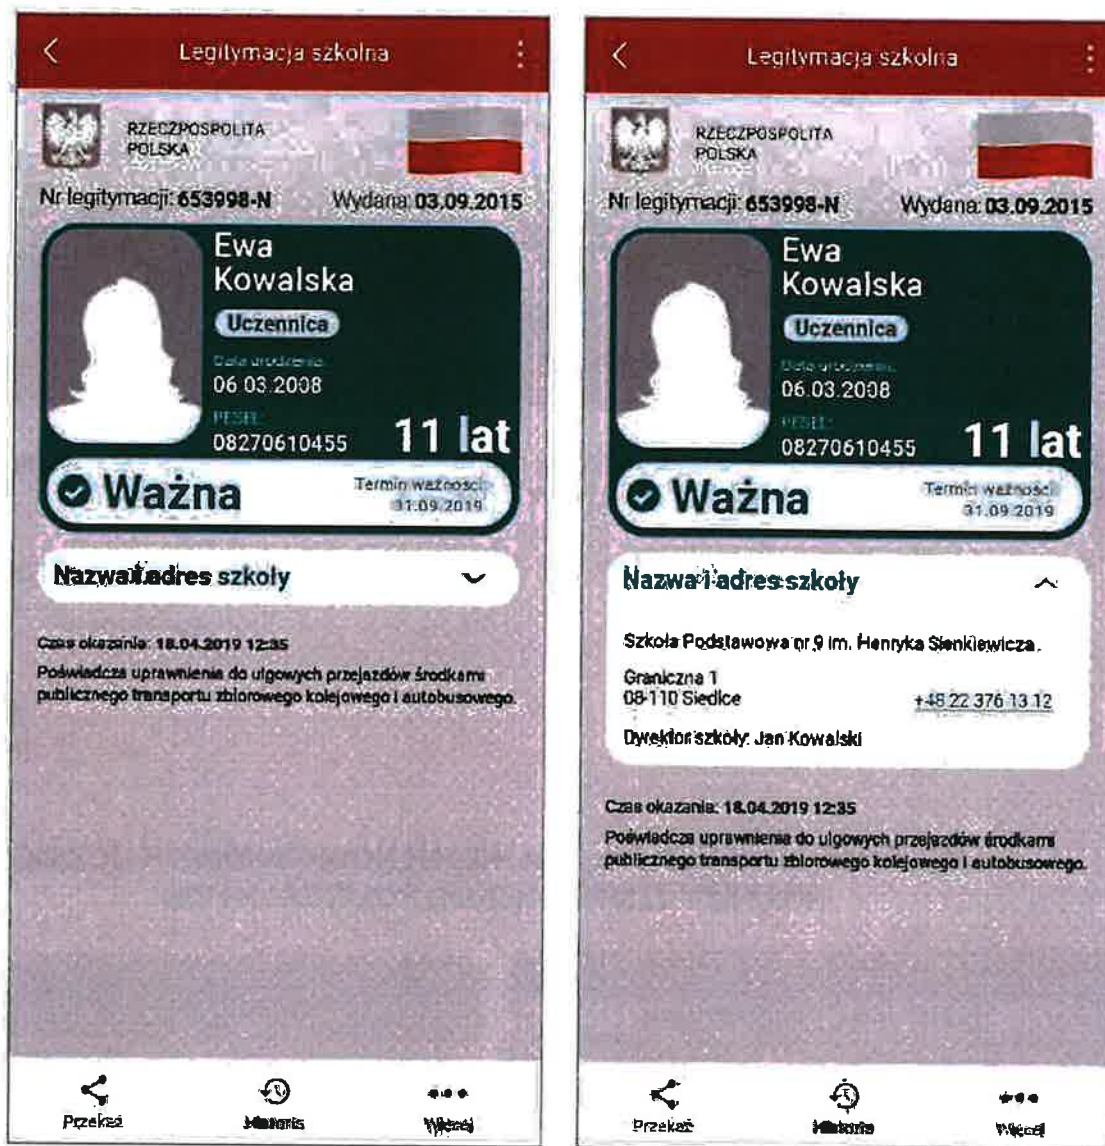 Legitymacja szkolna
RZECZPOSPOLITA
POLSKA
Nr legitymacji: 653998-N Wydana: 03.09.2015
Ewa
Kowalska
Uczennica
Data urodzenia:
06.03.2008
PESEL:
08270610455 11 lat
Ważna
Termin ważności:
31.09.2019
Nazwa i adres szkoły
Czas okazania: 18.04.2019 12:35
Poświadcza uprawnienia do ulgowych przejazdów środkami
publicznego transportu zbiorowego kolejowego i autobusowego.
Przekaż Historia Więcej
Legitymacja szkolna
RZECZPOSPOLITA
POLSKA
Nr legitymacji: 653998-N Wydana: 03.09.2015
Ewa
Kowalska
Uczennica
Data urodzenia:
06.03.2008
PESEL:
08270610455 11 lat
Ważna
Termin ważności:
31.09.2019
Nazwa i adres szkoły
Szkoła Podstawowa nr 9 im. Henryka Sienkiewicza.
Graniczna 1
08-110 Siedlce +48 22 376 13 12
Dyrektor szkoły: Jan Kowalski
Czas okazania: 18.04.2019 12:35
Poświadcza uprawnienia do ulgowych przejazdów środkami
publicznego transportu zbiorowego kolejowego i autobusowego.
Przekaż Historia Więcej